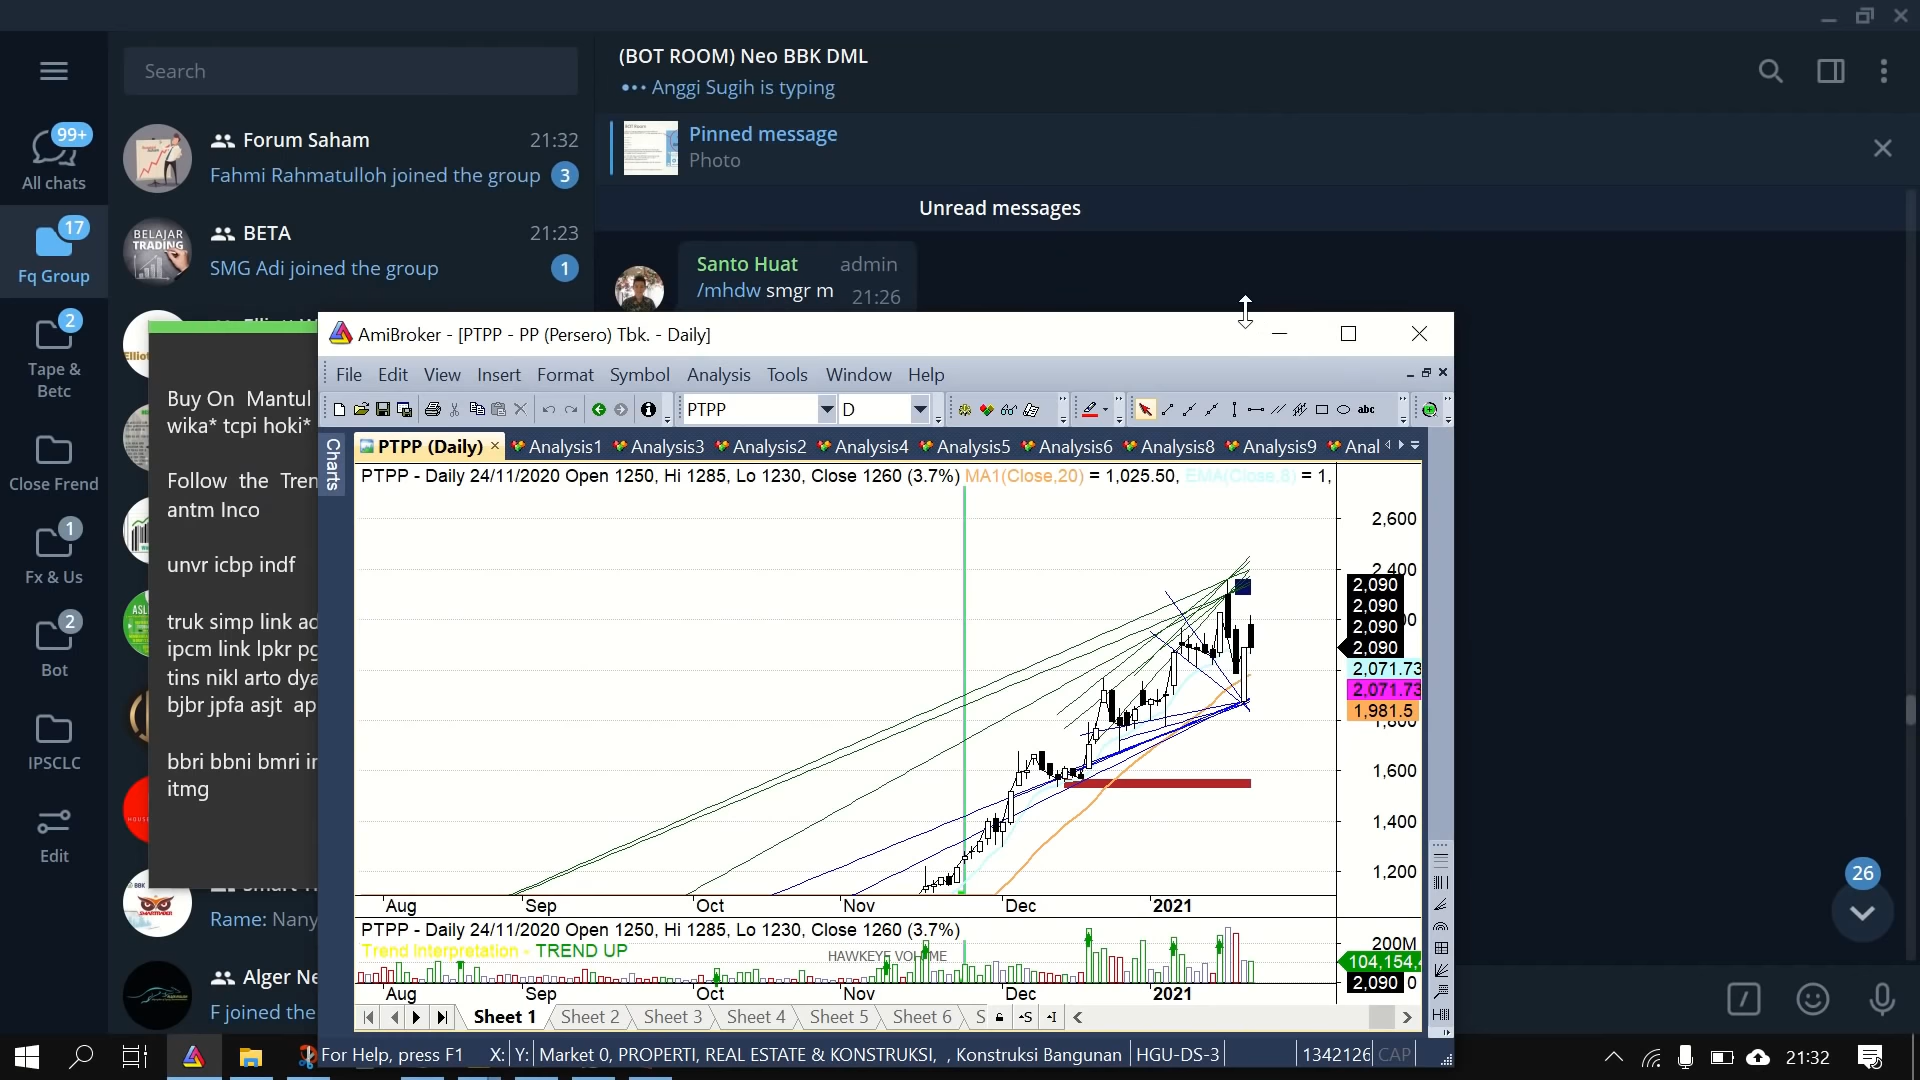 Search
(BOT ROOM) Neo BBK DML
Anggi Sugih is typing
99+
All chats
17
Fq Group
2
Tape &
Betc
Close Frend
1
Fx & Us
2
Bot
IPSCLC
Edit
Forum Saham 21:32
Fahmi Rahmatulloh joined the group 3
BELAJAR
TRADING
BETA 21:23
SMG Adi joined the group 1
Pinned message
Photo
Unread messages
Santo Huat admin
/mhdw smgr m 21:26
Buy On Mantul
wika* tcpi hoki*
Follow the Tren
antm Inco
unvr icbp indf
truk simp link ad
ipcm link lpkr pg
tins nikl arto dya
bjbr jpfa asjt ap
bbri bbni bmri ir
itmg
Rame: Nany
Alger Ne
F joined the
AmiBroker - [PTPP - PP (Persero) Tbk. - Daily]
File Edit View Insert Format Symbol Analysis Tools Window Help
PTPP D abc
Charts
PTPP (Daily) × Analysis1 Analysis3 Analysis2 Analysis4 Analysis5 Analysis6 Analysis8 Analysis9 Anal
PTPP - Daily 24/11/2020 Open 1250, Hi 1285, Lo 1230, Close 1260 (3.7%) MA1(Close,20) = 1,025.50, EMA(Close,8) = 1,
2,600
2,400
2,090
2,090
2,090
2,090
2,071.73
2,071.73
1,981.5
1,600
1,400
1,200
Aug Sep Oct Nov Dec 2021
PTPP - Daily 24/11/2020 Open 1250, Hi 1285, Lo 1230, Close 1260 (3.7%)
Trend Interpretation - TREND UP
HAWKEYE VOLUME
200M
104,154,
2,090 0
Aug Sep Oct Nov Dec 2021
Sheet 1 Sheet 2 Sheet 3 Sheet 4 Sheet 5 Sheet 6 S
For Help, press F1 X: Y: Market 0, PROPERTI, REAL ESTATE & KONSTRUKSI, , Konstruksi Bangunan HGU-DS-3 1342126 CAP
26
21:32